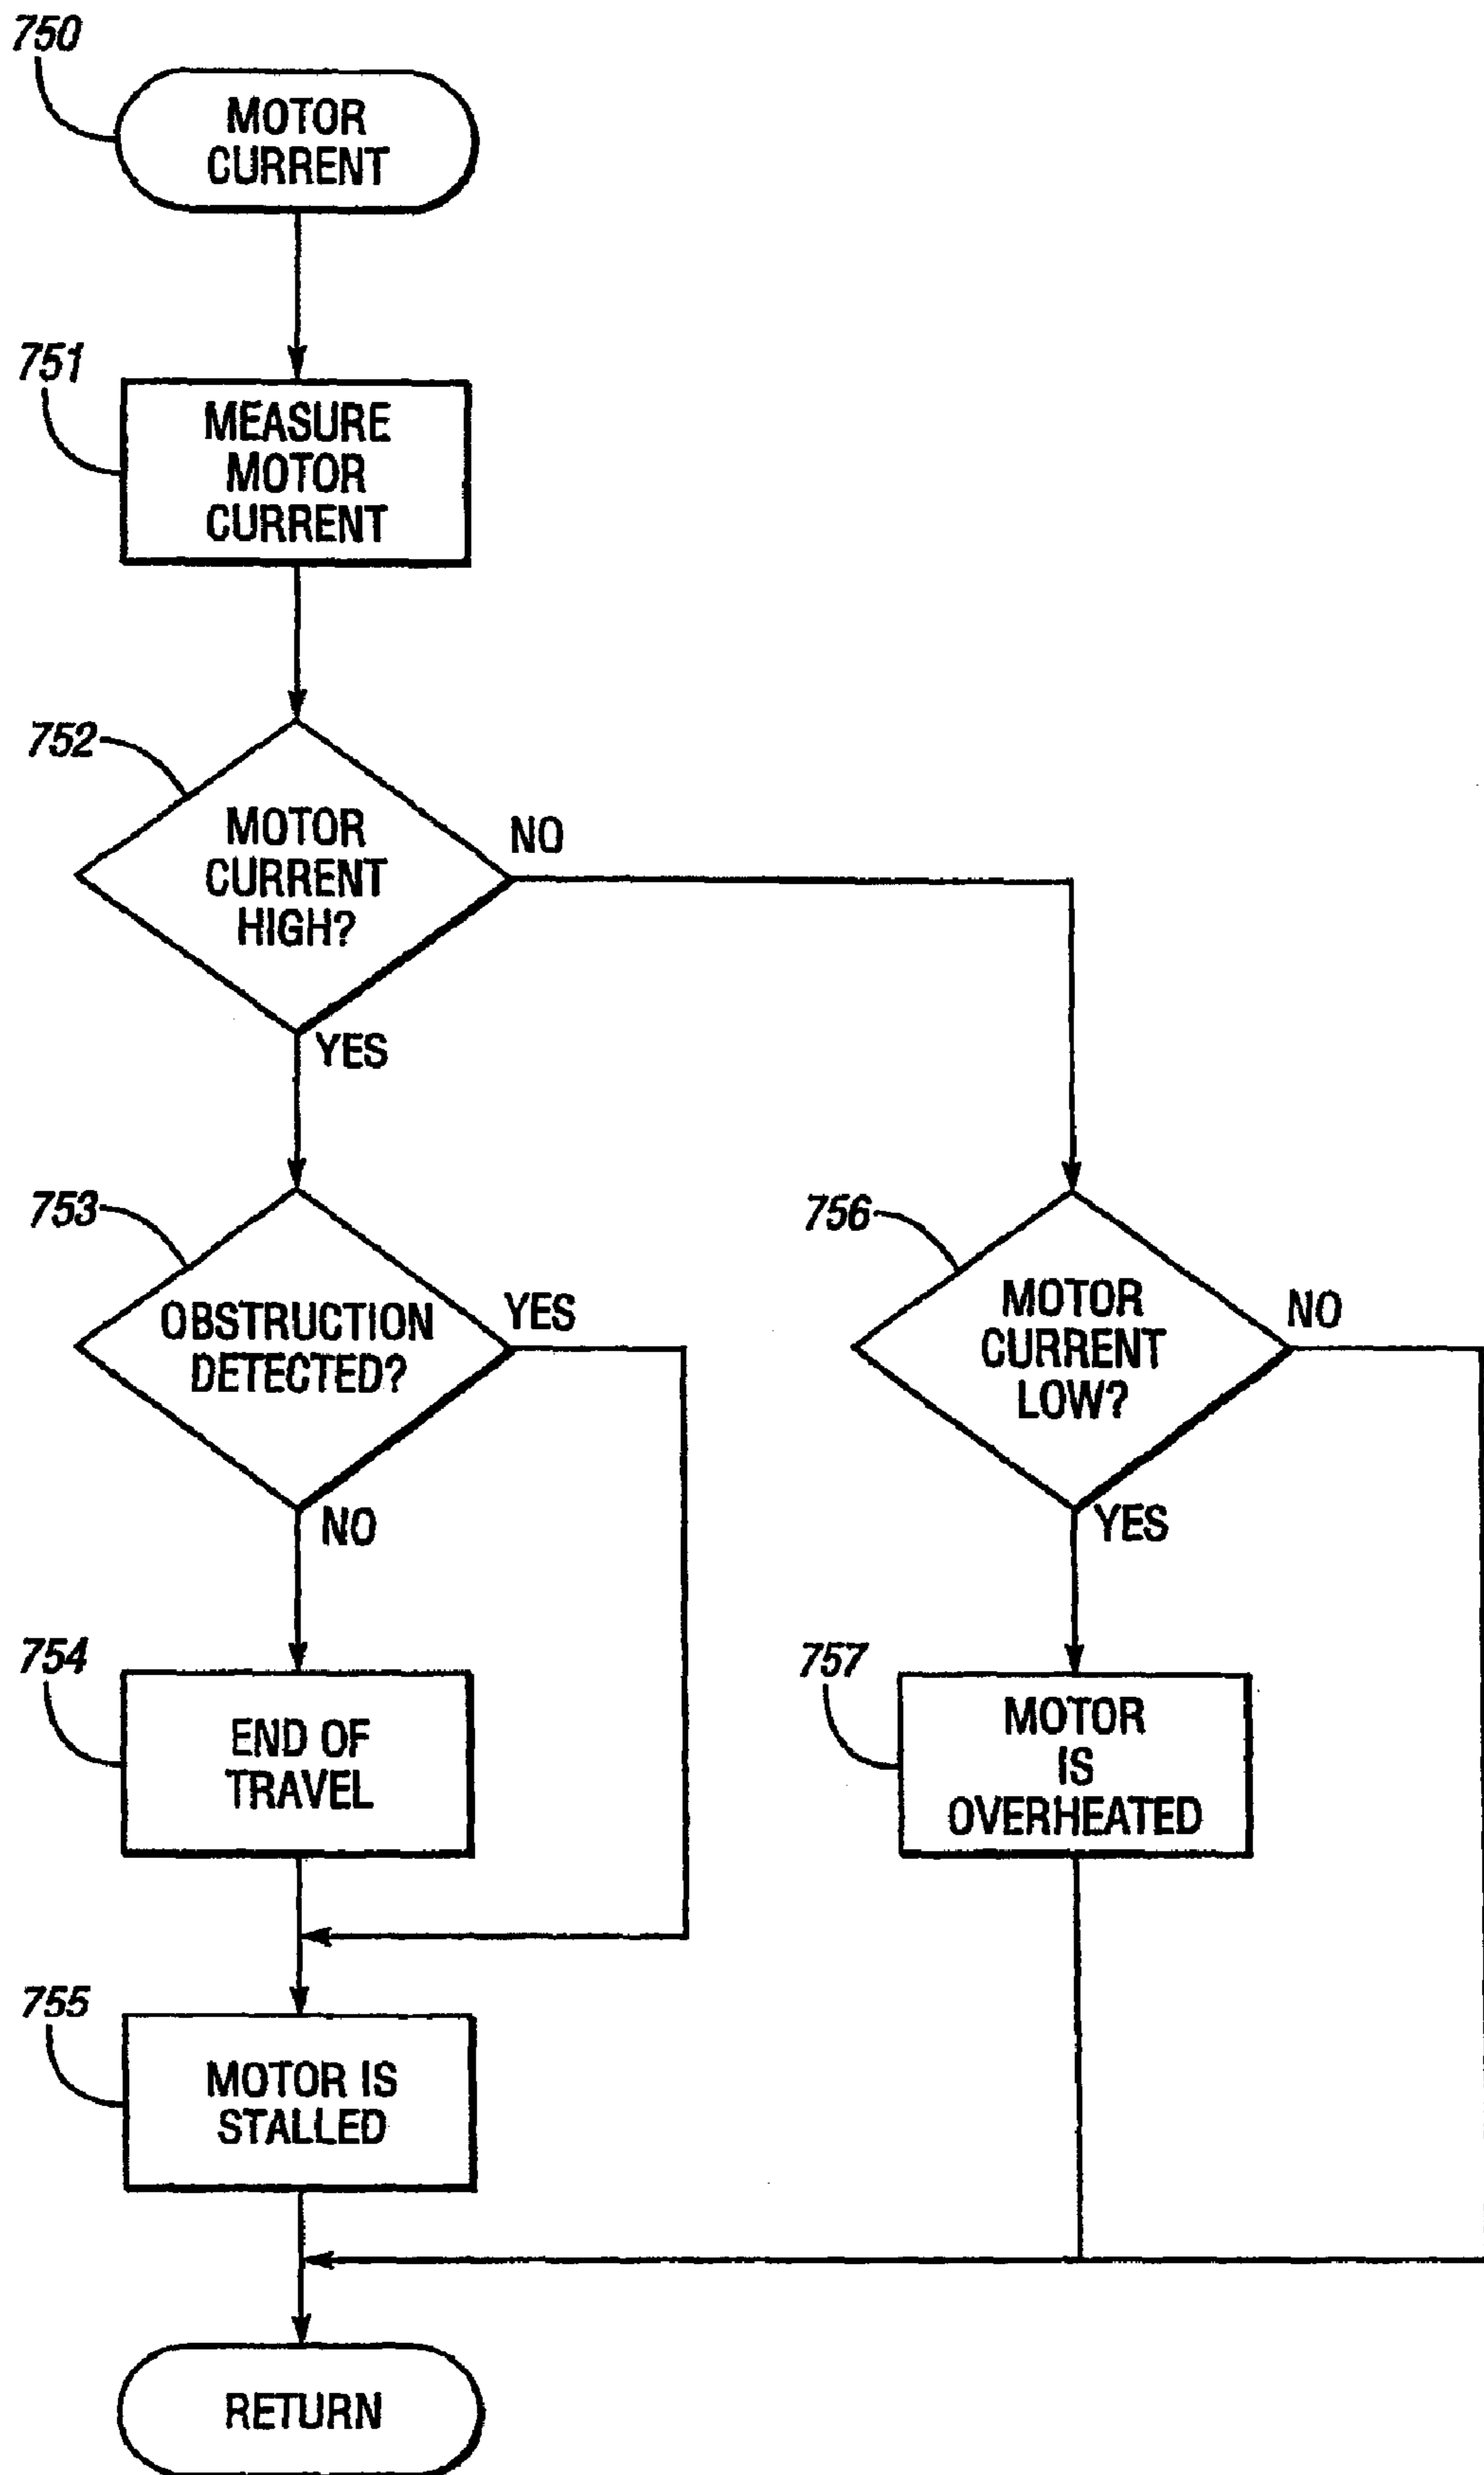 750
MOTOR
CURRENT
751
MEASURE
MOTOR
CURRENT
752
MOTOR
CURRENT
HIGH?
NO
YES
753
OBSTRUCTION
DETECTED?
YES
NO
756
MOTOR
CURRENT
LOW?
NO
YES
754
END OF
TRAVEL
757
MOTOR
IS
OVERHEATED
755
MOTOR IS
STALLED
RETURN